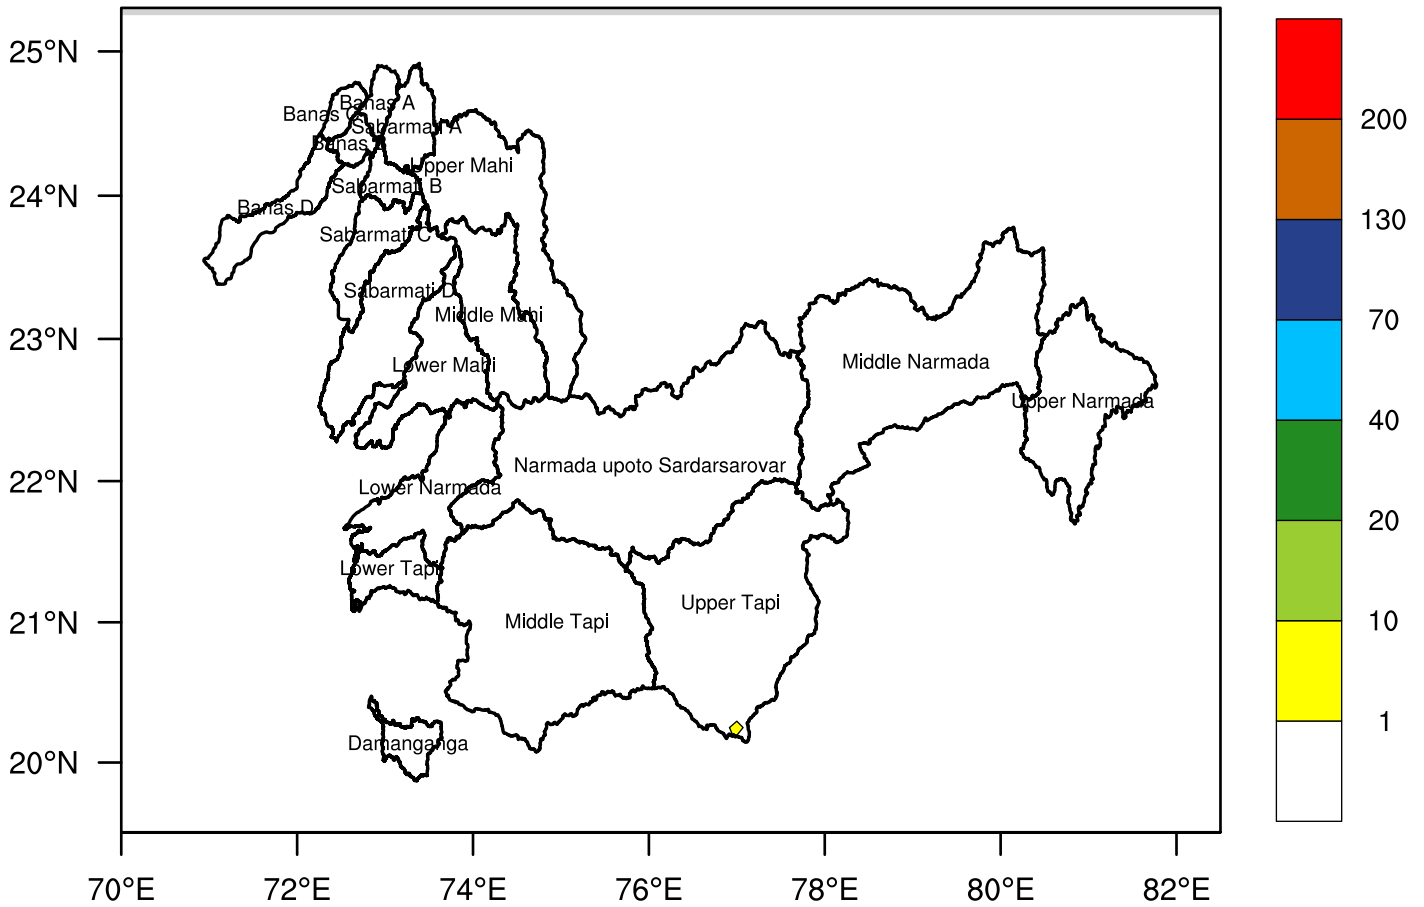 25°N
24°N
23°N
22°N
21°N
20°N
70°E
72°E
74°E
76°E
78°E
80°E
82°E
Banas A
Banas C
Sabarmati A
Banas B
Upper Mahi
Sabarmati B
Banas D
Sabarmati C
Sabarmati D
Middle Mahi
Lower Mahi
Middle Narmada
Upper Narmada
Narmada upoto Sardarsarovar
Lower Narmada
Lower Tapi
Upper Tapi
Middle Tapi
Damanganga
200
130
70
40
20
10
1